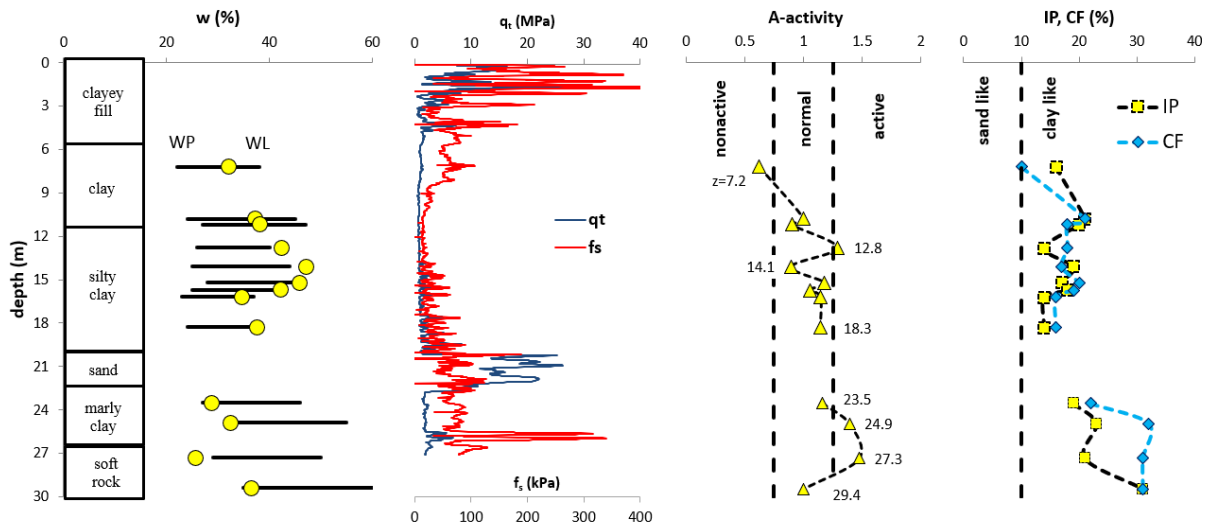 w (%)
0 20 40 60
qt (MPa)
0 10 20 30 40
A-activity
0 0.5 1 1.5 2
IP, CF (%)
0 10 20 30 40
depth (m)
0
3
6
9
12
15
18
21
24
27
30
clayey
fill
clay
silty
clay
sand
marly
clay
soft
rock
WP WL
qt
fs
fs (kPa)
0 100 200 300 400
nonactive
normal
active
z=7.2
12.8
14.1
18.3
23.5
24.9
27.3
29.4
sand like
clay like
IP
CF